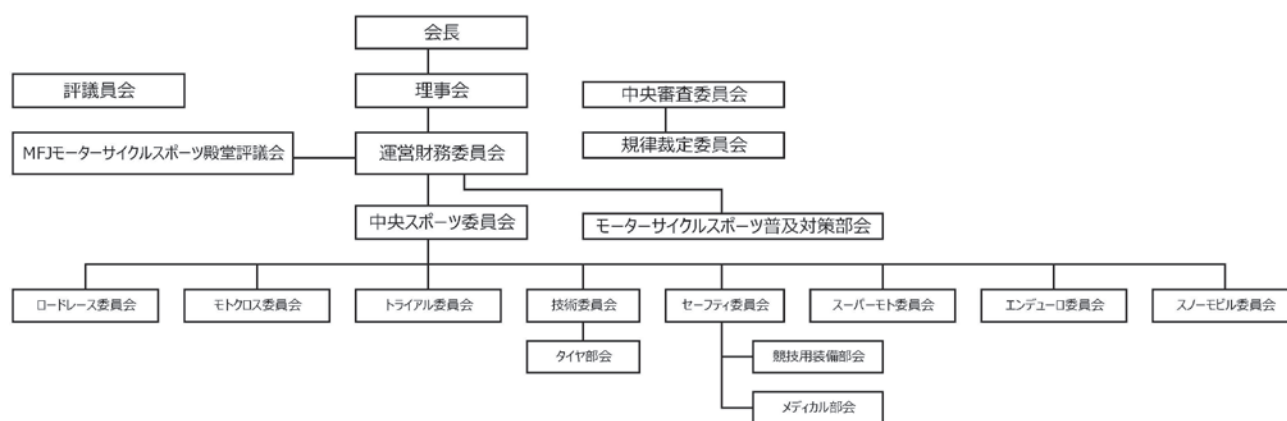 会長
評議員会
理事会
中央審査委員会
MFJモーターサイクルスポーツ殿堂評議会
運営財務委員会
規律裁定委員会
中央スポーツ委員会
モーターサイクルスポーツ普及対策部会
ロードレース委員会
モトクロス委員会
トライアル委員会
技術委員会
セーフティ委員会
スーパーモト委員会
エンデューロ委員会
スノーモビル委員会
タイヤ部会
競技用装備部会
メディカル部会